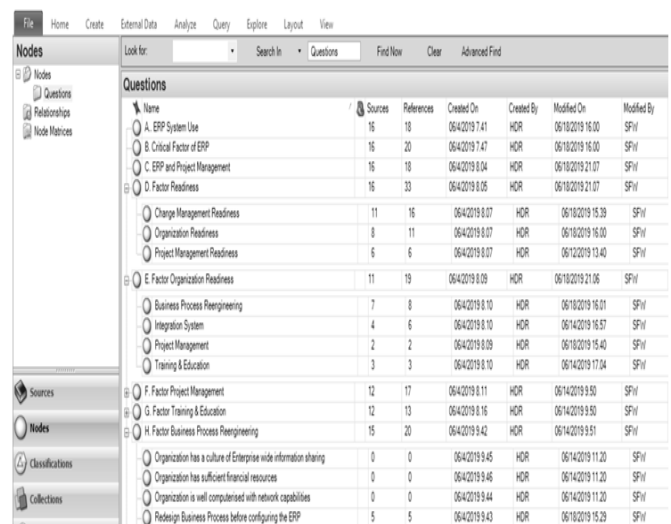 File Home Create External Data Analyze Query Explore Layout View
Nodes
Look for: Search In Questions Find Now Clear Advanced Find
Nodes
Questions
Relationships
Node Matrices
Questions
Name Sources References Created On Created By Modified On Modified By
A. ERP System Use 16 18 06/4/2019 7.41 HDR 06/18/2019 16.00 SFW
B. Critical Factor of ERP 16 20 06/4/2019 7.47 HDR 06/18/2019 16.00 SFW
C. ERP and Project Management 16 18 06/4/2019 8.04 HDR 06/18/2019 21.07 SFW
D. Factor Readiness 16 33 06/4/2019 8.05 HDR 06/18/2019 21.07 SFW
Change Management Readiness 11 16 06/4/2019 8.07 HDR 06/18/2019 15.39 SFW
Organization Readiness 8 11 06/4/2019 8.07 HDR 06/18/2019 16.00 SFW
Project Management Readiness 6 6 06/4/2019 8.07 HDR 06/12/2019 13.40 SFW
E. Factor Organization Readiness 11 19 06/4/2019 8.09 HDR 06/18/2019 21.06 SFW
Business Process Reengineering 7 8 06/4/2019 8.10 HDR 06/18/2019 16.01 SFW
Integration System 4 6 06/4/2019 8.10 HDR 06/14/2019 16.57 SFW
Project Management 2 2 06/4/2019 8.09 HDR 06/18/2019 15.40 SFW
Training & Education 3 3 06/4/2019 8.10 HDR 06/14/2019 17.04 SFW
F. Factor Project Management 12 17 06/4/2019 8.11 HDR 06/14/2019 9.50 SFW
G. Factor Training & Education 12 13 06/4/2019 8.16 HDR 06/14/2019 9.50 SFW
H. Factor Business Process Reengineering 15 20 06/4/2019 9.42 HDR 06/14/2019 9.51 SFW
Organization has a culture of Enterprise wide information sharing 0 0 06/4/2019 9.45 HDR 06/14/2019 11.20 SFW
Organization has sufficient financial resources 0 0 06/4/2019 9.46 HDR 06/14/2019 11.20 SFW
Organization is well computerised with network capabilities 0 0 06/4/2019 9.44 HDR 06/14/2019 11.20 SFW
Redesign Business Process before configuring the ERP 5 5 06/4/2019 9.43 HDR 06/18/2019 15.29 SFW
Sources
Nodes
Classifications
Collections